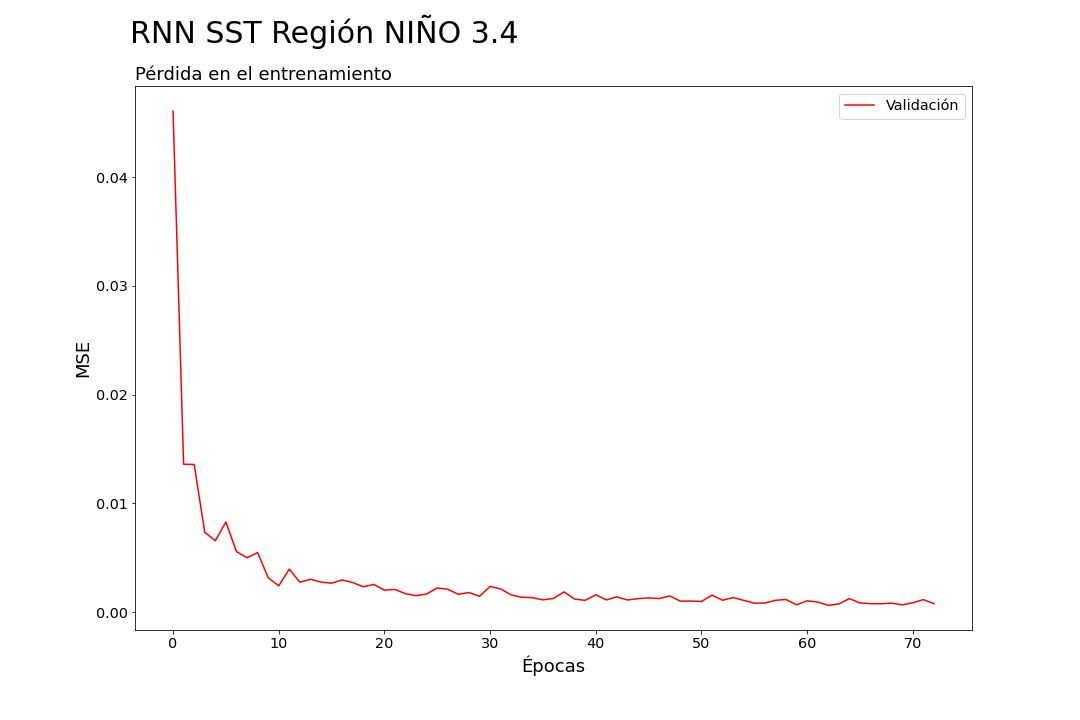 RNN SST Región NIÑO 3.4
Pérdida en el entrenamiento
Validación
MSE
0.04
0.03
0.02
0.01
0.00
0 10 20 30 40 50 60 70
Épocas